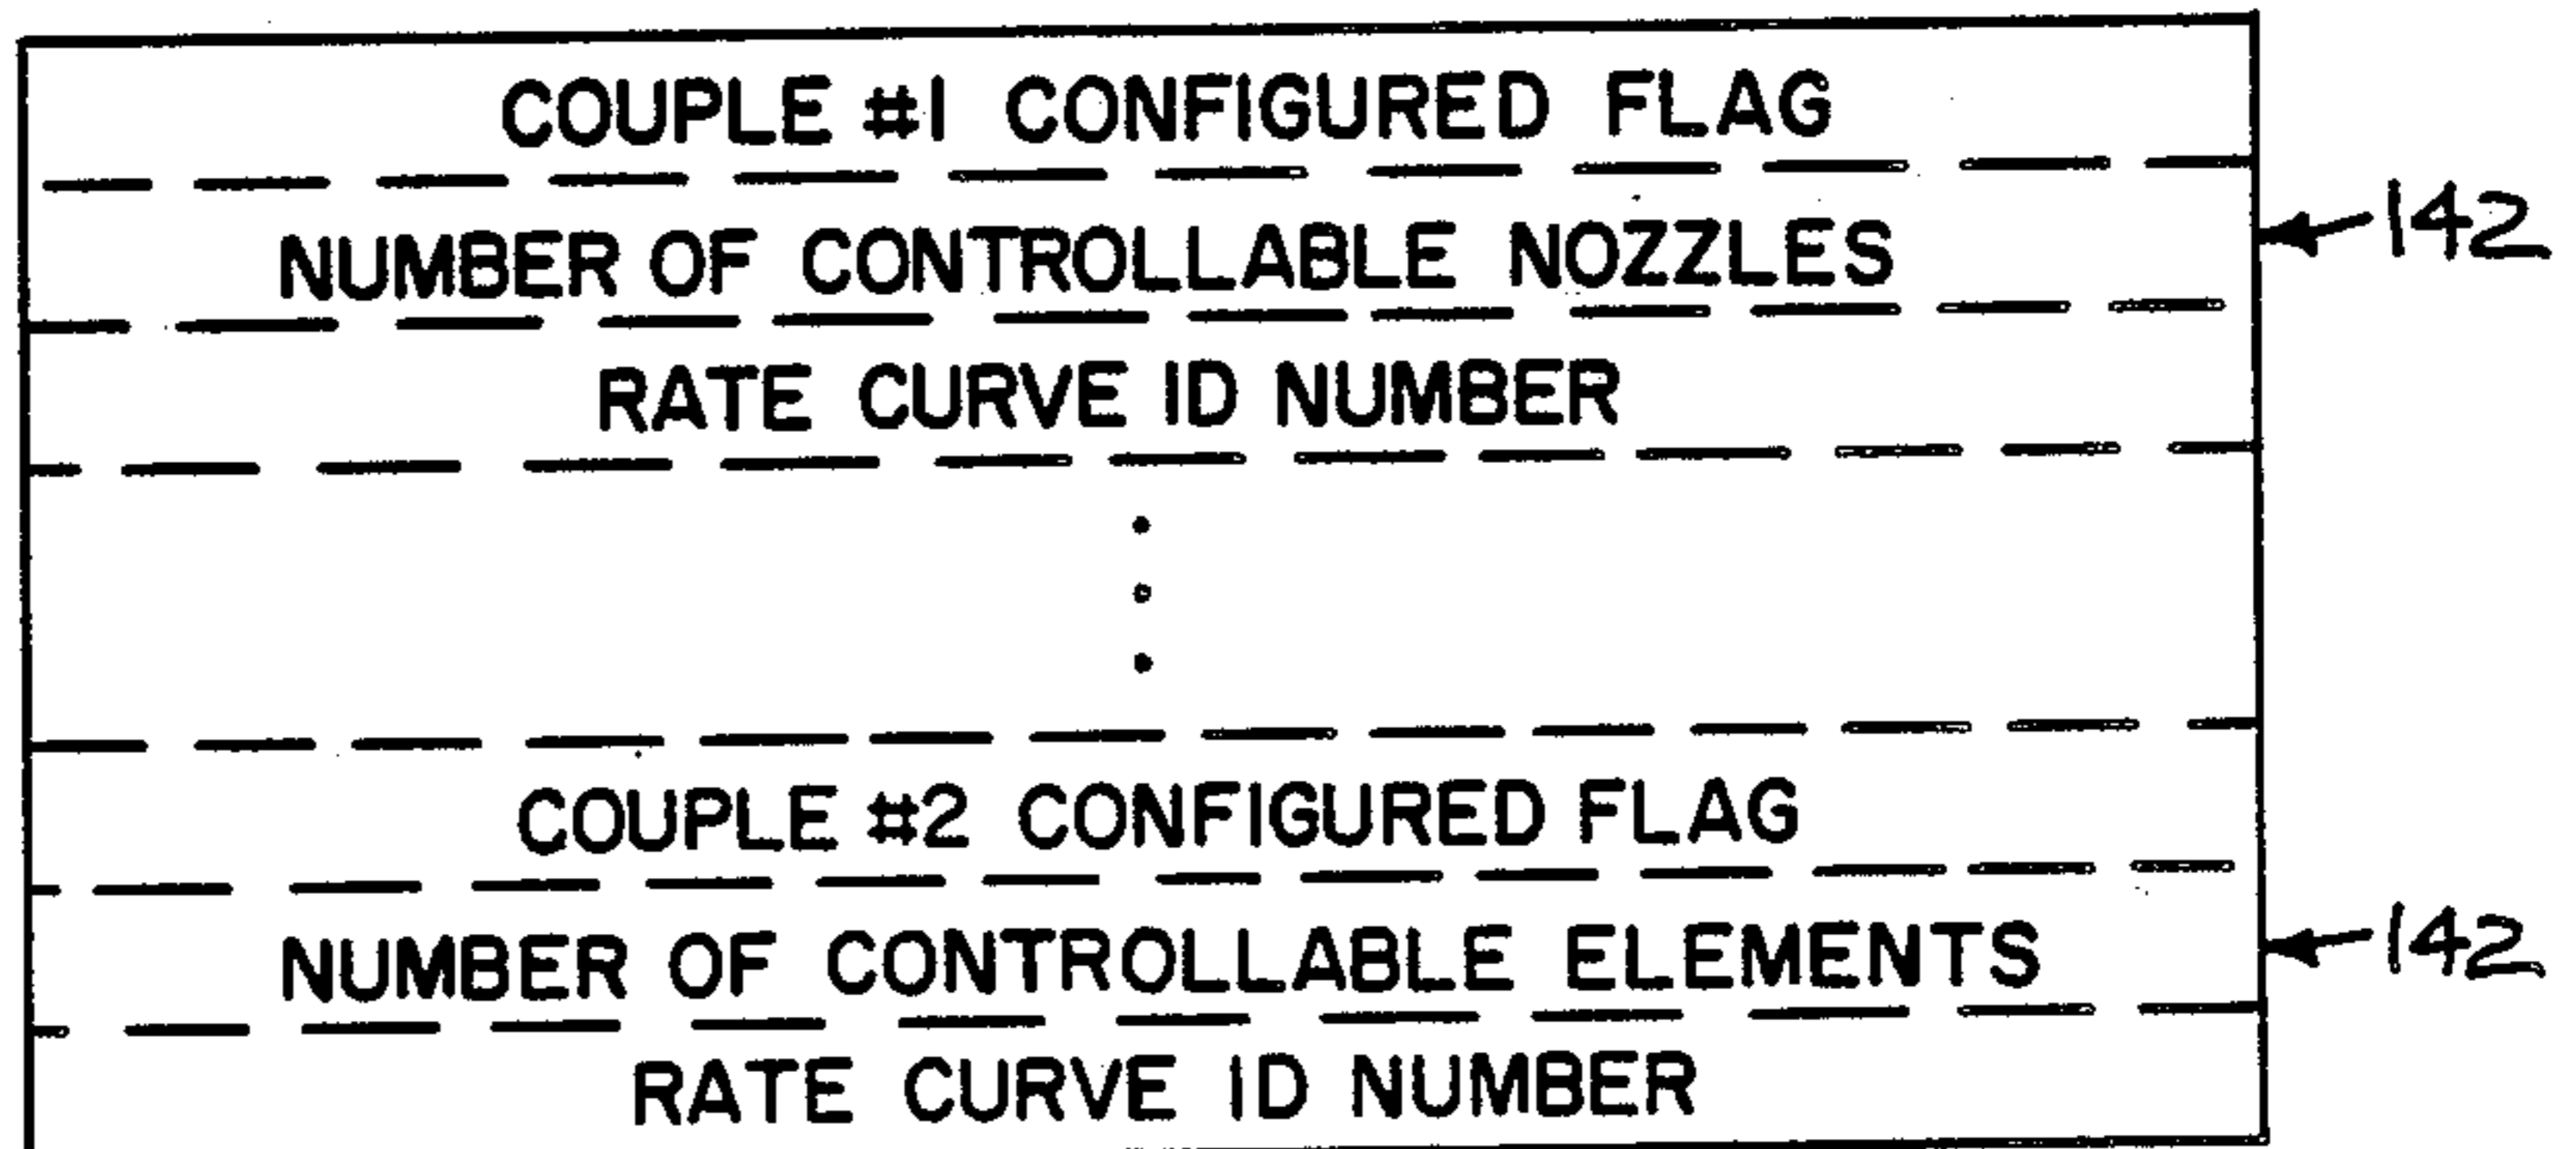 COUPLE #1 CONFIGURED FLAG
NUMBER OF CONTROLLABLE NOZZLES
142
RATE CURVE ID NUMBER
COUPLE #2 CONFIGURED FLAG
NUMBER OF CONTROLLABLE ELEMENTS
142
RATE CURVE ID NUMBER